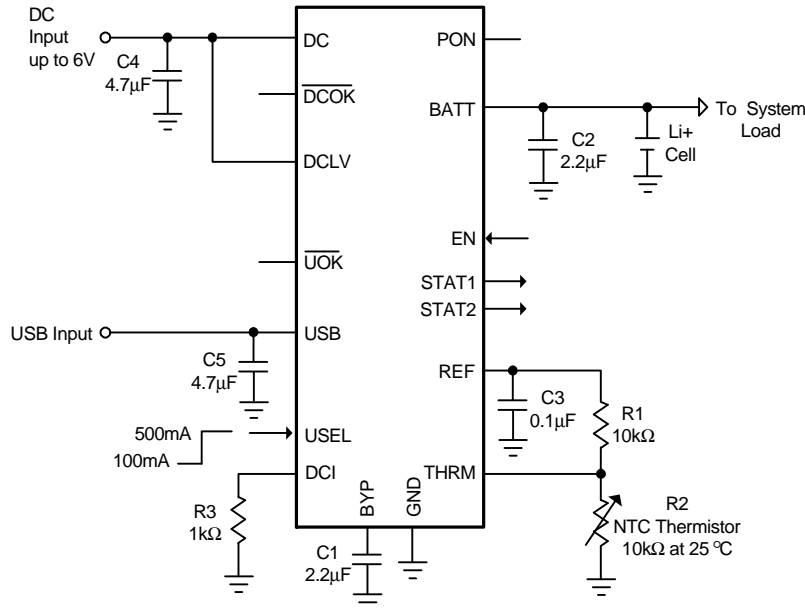 DC
Input
up to 6V
C4
4.7μF
DC
DCOK
DCLV
UOK
USB Input
USB
C5
4.7μF
500mA
100mA
USEL
DCI
R3
1kΩ
BYP
GND
C1
2.2μF
PON
BATT
To System
Load
C2
2.2μF
Li+
Cell
EN
STAT1
STAT2
REF
C3
0.1μF
R1
10kΩ
THRM
R2
NTC Thermistor
10kΩ at 25 °C